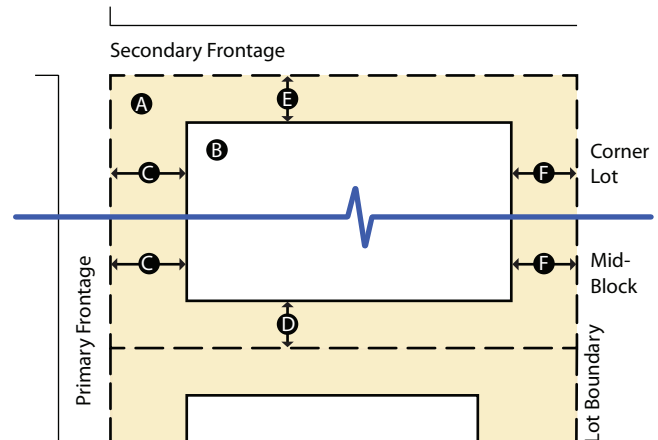 Secondary Frontage
A
E
B
C
F
Corner
Lot
C
F
Mid-
Block
D
Primary Frontage
Lot Boundary